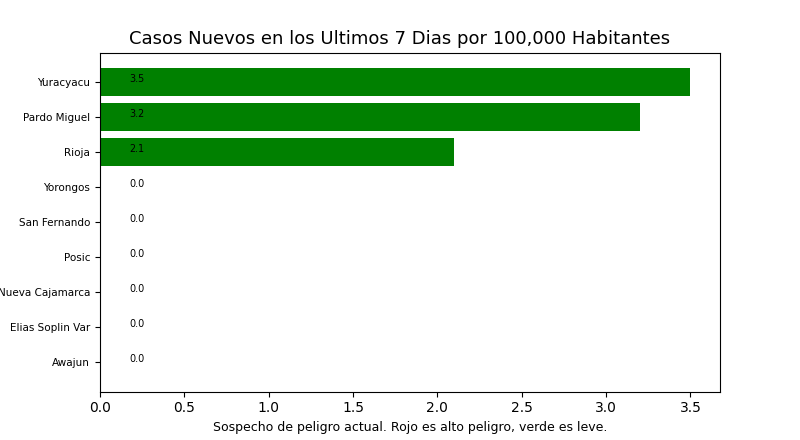 Casos Nuevos en los Ultimos 7 Dias por 100,000 Habitantes
Yuracyacu 3.5
Pardo Miguel 3.2
Rioja 2.1
Yorongos 0.0
San Fernando 0.0
Posic 0.0
Nueva Cajamarca 0.0
Elias Soplin Var 0.0
Awajun 0.0
0.0 0.5 1.0 1.5 2.0 2.5 3.0 3.5
Sospecho de peligro actual. Rojo es alto peligro, verde es leve.